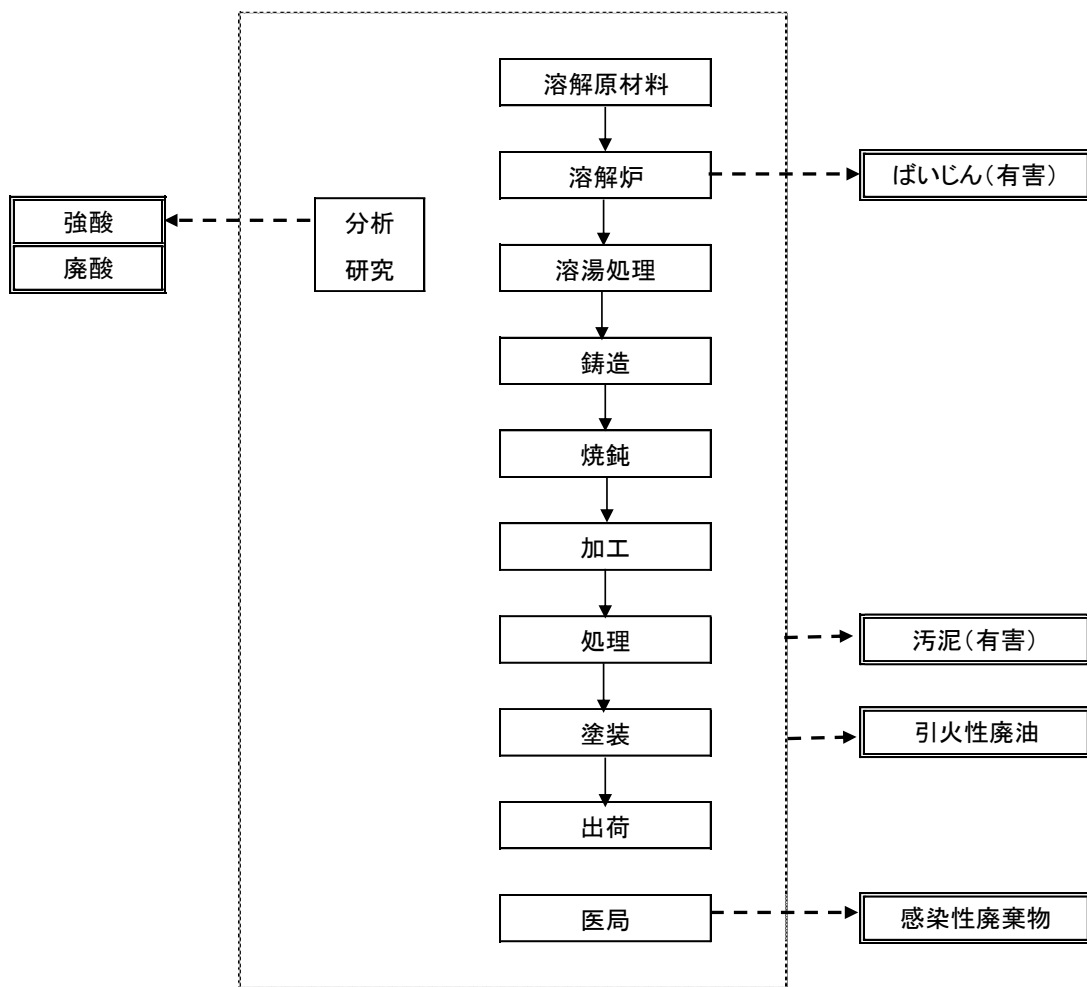 溶解原材料
溶解炉
ばいじん（有害）
強酸
廃酸
分析
研究
溶湯処理
鋳造
焼鈍
加工
処理
汚泥（有害）
塗装
引火性廃油
出荷
医局
感染性廃棄物